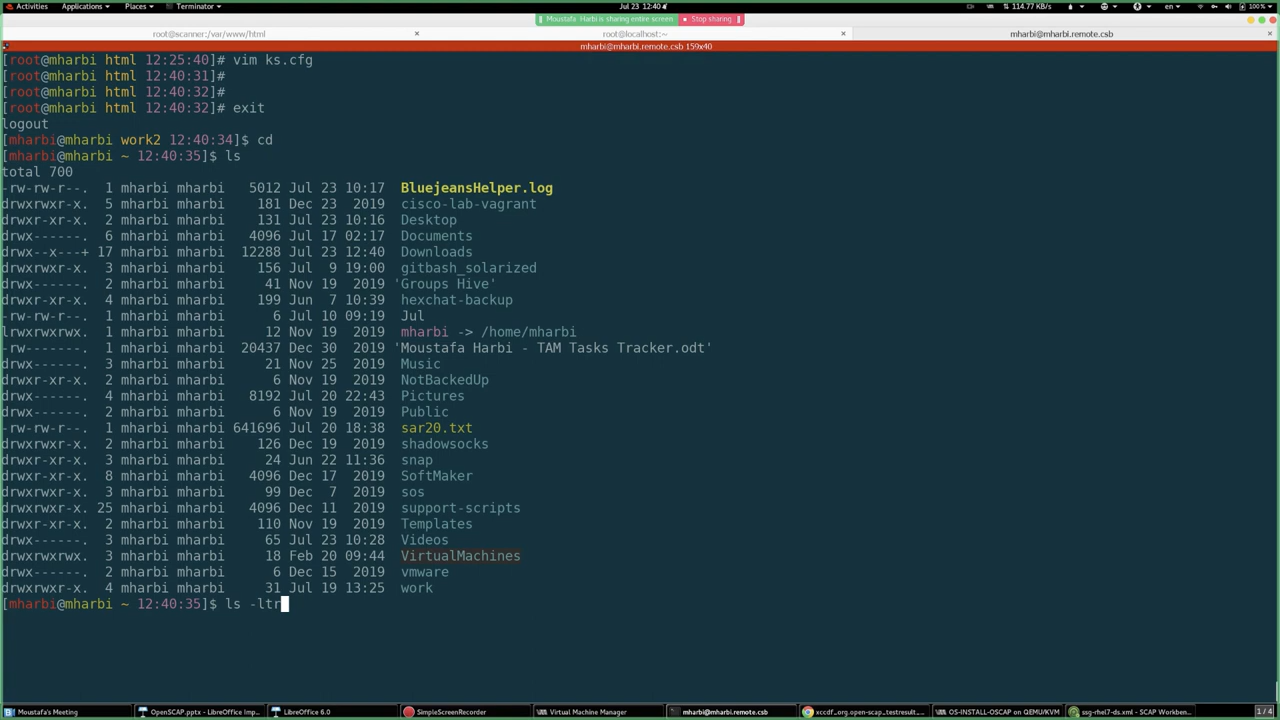 Activities Places Terminator Jul 23 12:40 114.77 KB/s en 100%
Moustafa Harbi is sharing entire screen Stop sharing
root@scanner:/var/www/html × root@localhost:~ × mharbi@mharbi.remote.csb ×
mharbi@mharbi.remote.csb 159x40
[root@mharbi html 12:25:40]# vim ks.cfg
[root@mharbi html 12:40:31]#
[root@mharbi html 12:40:32]#
[root@mharbi html 12:40:32]# exit
logout
[mharbi@mharbi work2 12:40:34]$ cd
[mharbi@mharbi ~ 12:40:35]$ ls
total 700
-rw-rw-r--. 1 mharbi mharbi 5012 Jul 23 10:17 BluejeansHelper.log
drwxrwxr-x. 5 mharbi mharbi 181 Dec 23 2019 cisco-lab-vagrant
drwxr-xr-x. 2 mharbi mharbi 131 Jul 23 10:16 Desktop
drwx------. 6 mharbi mharbi 4096 Jul 17 02:17 Documents
drwx--x---+ 17 mharbi mharbi 12288 Jul 23 12:40 Downloads
drwxrwxr-x. 3 mharbi mharbi 156 Jul 9 19:00 gitbash_solarized
drwx------. 2 mharbi mharbi 41 Nov 19 2019 'Groups Hive'
drwxr-xr-x. 4 mharbi mharbi 199 Jun 7 10:39 hexchat-backup
-rw-rw-r--. 1 mharbi mharbi 6 Jul 10 09:19 Jul
lrwxrwxrwx. 1 mharbi mharbi 12 Nov 19 2019 mharbi -> /home/mharbi
-rw-------. 1 mharbi mharbi 20437 Dec 30 2019 'Moustafa Harbi - TAM Tasks Tracker.odt'
drwx------. 3 mharbi mharbi 21 Nov 25 2019 Music
drwxr-xr-x. 2 mharbi mharbi 6 Nov 19 2019 NotBackedUp
drwx------. 4 mharbi mharbi 8192 Jul 20 22:43 Pictures
drwx------. 2 mharbi mharbi 6 Nov 19 2019 Public
-rw-rw-r--. 1 mharbi mharbi 641696 Jul 20 18:38 sar20.txt
drwxrwxr-x. 2 mharbi mharbi 126 Dec 19 2019 shadowsocks
drwxr-xr-x. 3 mharbi mharbi 24 Jun 22 11:36 snap
drwxr-xr-x. 8 mharbi mharbi 4096 Dec 17 2019 SoftMaker
drwxrwxr-x. 3 mharbi mharbi 99 Dec 7 2019 sos
drwxrwxr-x. 25 mharbi mharbi 4096 Dec 11 2019 support-scripts
drwxr-xr-x. 2 mharbi mharbi 110 Nov 19 2019 Templates
drwx------. 3 mharbi mharbi 65 Jul 23 10:28 Videos
drwxrwxrwx. 3 mharbi mharbi 18 Feb 20 09:44 VirtualMachines
drwx------. 2 mharbi mharbi 6 Dec 15 2019 vmware
drwxrwxr-x. 4 mharbi mharbi 31 Jul 19 13:25 work
[mharbi@mharbi ~ 12:40:35]$ ls -ltr
Moustafa's Meeting OpenSCAP.pptx - LibreOffice Imp... LibreOffice 6.0 SimpleScreenRecorder Virtual Machine Manager mharbi@mharbi.remote.csb xccdf_org.open-scap_testresult_... OS-INSTALL-OSCAP on QEMU/KVM ssg-rhel7-ds.xml - SCAP Workben... 1 / 4